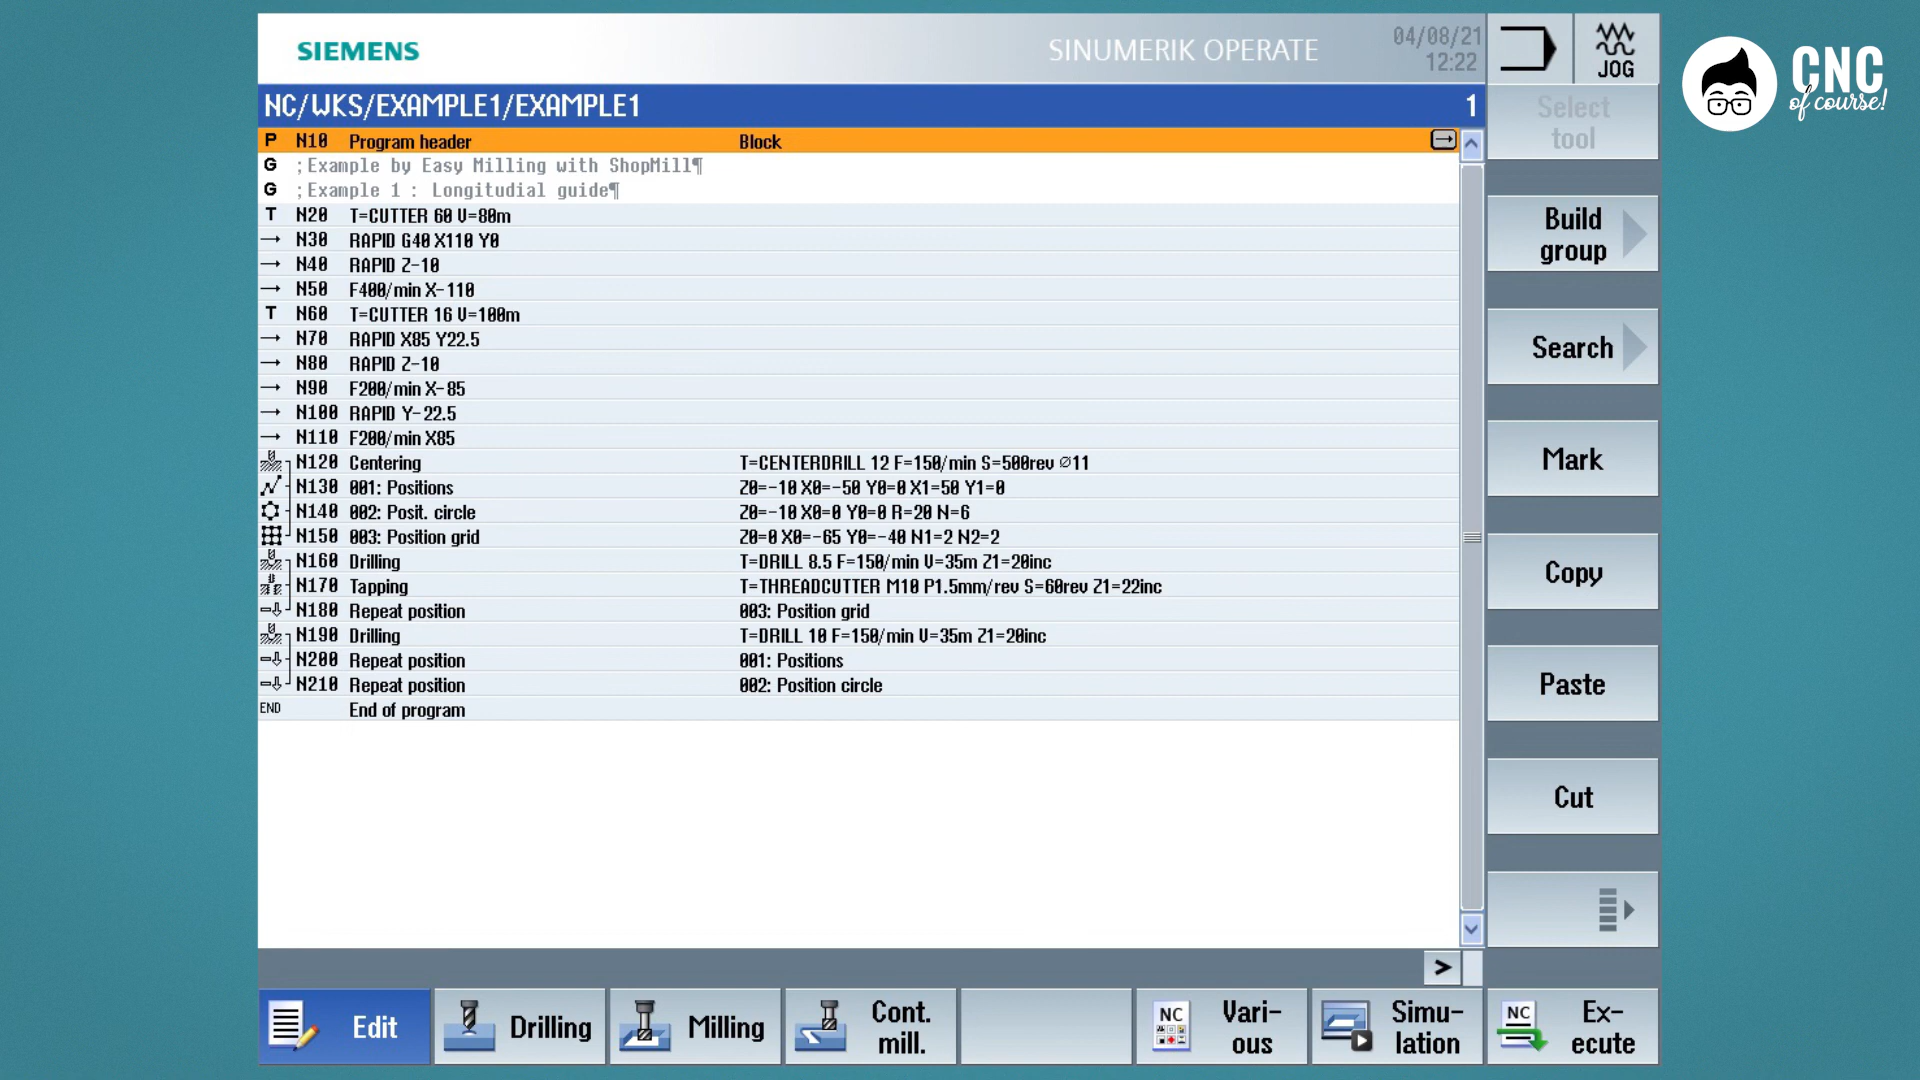 SIEMENS
SINUMERIK OPERATE
04/08/21
12:22
JOG
CNC
of course!
NC/WKS/EXAMPLE1/EXAMPLE1 1
P N10 Program header Block
G ;Example by Easy Milling with ShopMill¶
G ;Example 1 : Longitudial guide¶
T N20 T=CUTTER 60 V=80m
→ N30 RAPID G40 X110 Y0
→ N40 RAPID Z-10
→ N50 F400/min X-110
T N60 T=CUTTER 16 V=100m
→ N70 RAPID X85 Y22.5
→ N80 RAPID Z-10
→ N90 F200/min X-85
→ N100 RAPID Y-22.5
→ N110 F200/min X85
N120 Centering T=CENTERDRILL 12 F=150/min S=500rev ∅11
N130 001: Positions Z0=-10 X0=-50 Y0=0 X1=50 Y1=0
N140 002: Posit. circle Z0=-10 X0=0 Y0=0 R=20 N=6
N150 003: Position grid Z0=0 X0=-65 Y0=-40 N1=2 N2=2
N160 Drilling T=DRILL 8.5 F=150/min V=35m Z1=20inc
N170 Tapping T=THREADCUTTER M10 P1.5mm/rev S=60rev Z1=22inc
N180 Repeat position 003: Position grid
N190 Drilling T=DRILL 10 F=150/min V=35m Z1=20inc
N200 Repeat position 001: Positions
N210 Repeat position 002: Position circle
END End of program
Select
tool
Build
group
Search
Mark
Copy
Paste
Cut
>
Edit
Drilling
Milling
Cont.
mill.
NC
Vari-
ous
Simu-
lation
NC
Ex-
ecute